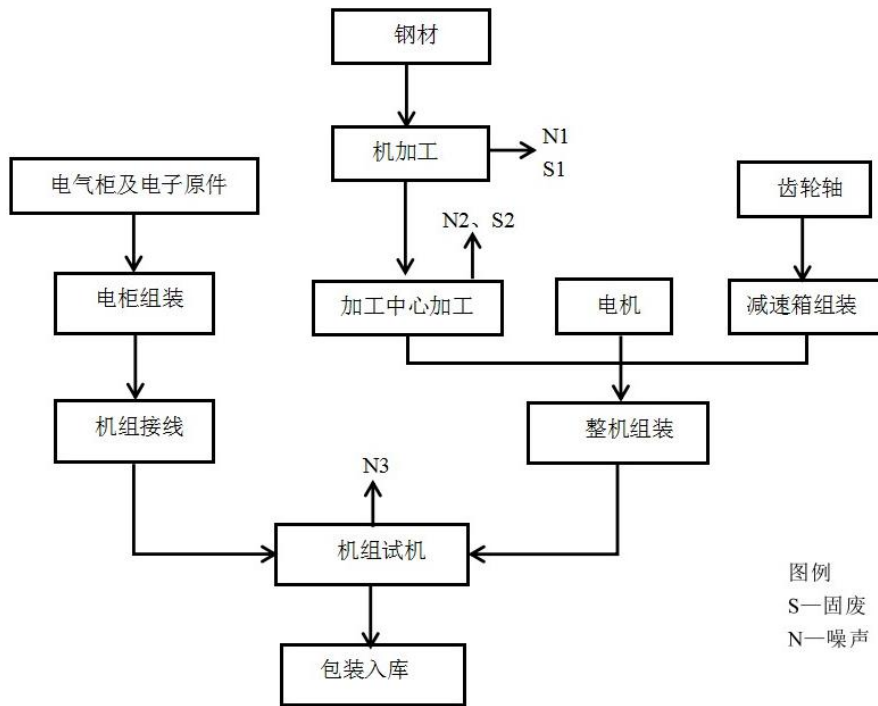 钢材
机加工
N1
S1
电气柜及电子原件
齿轮轴
N2、S2
电柜组装
加工中心加工
电机
减速箱组装
机组接线
整机组装
N3
机组试机
图例
S—固废
N—噪声
包装入库